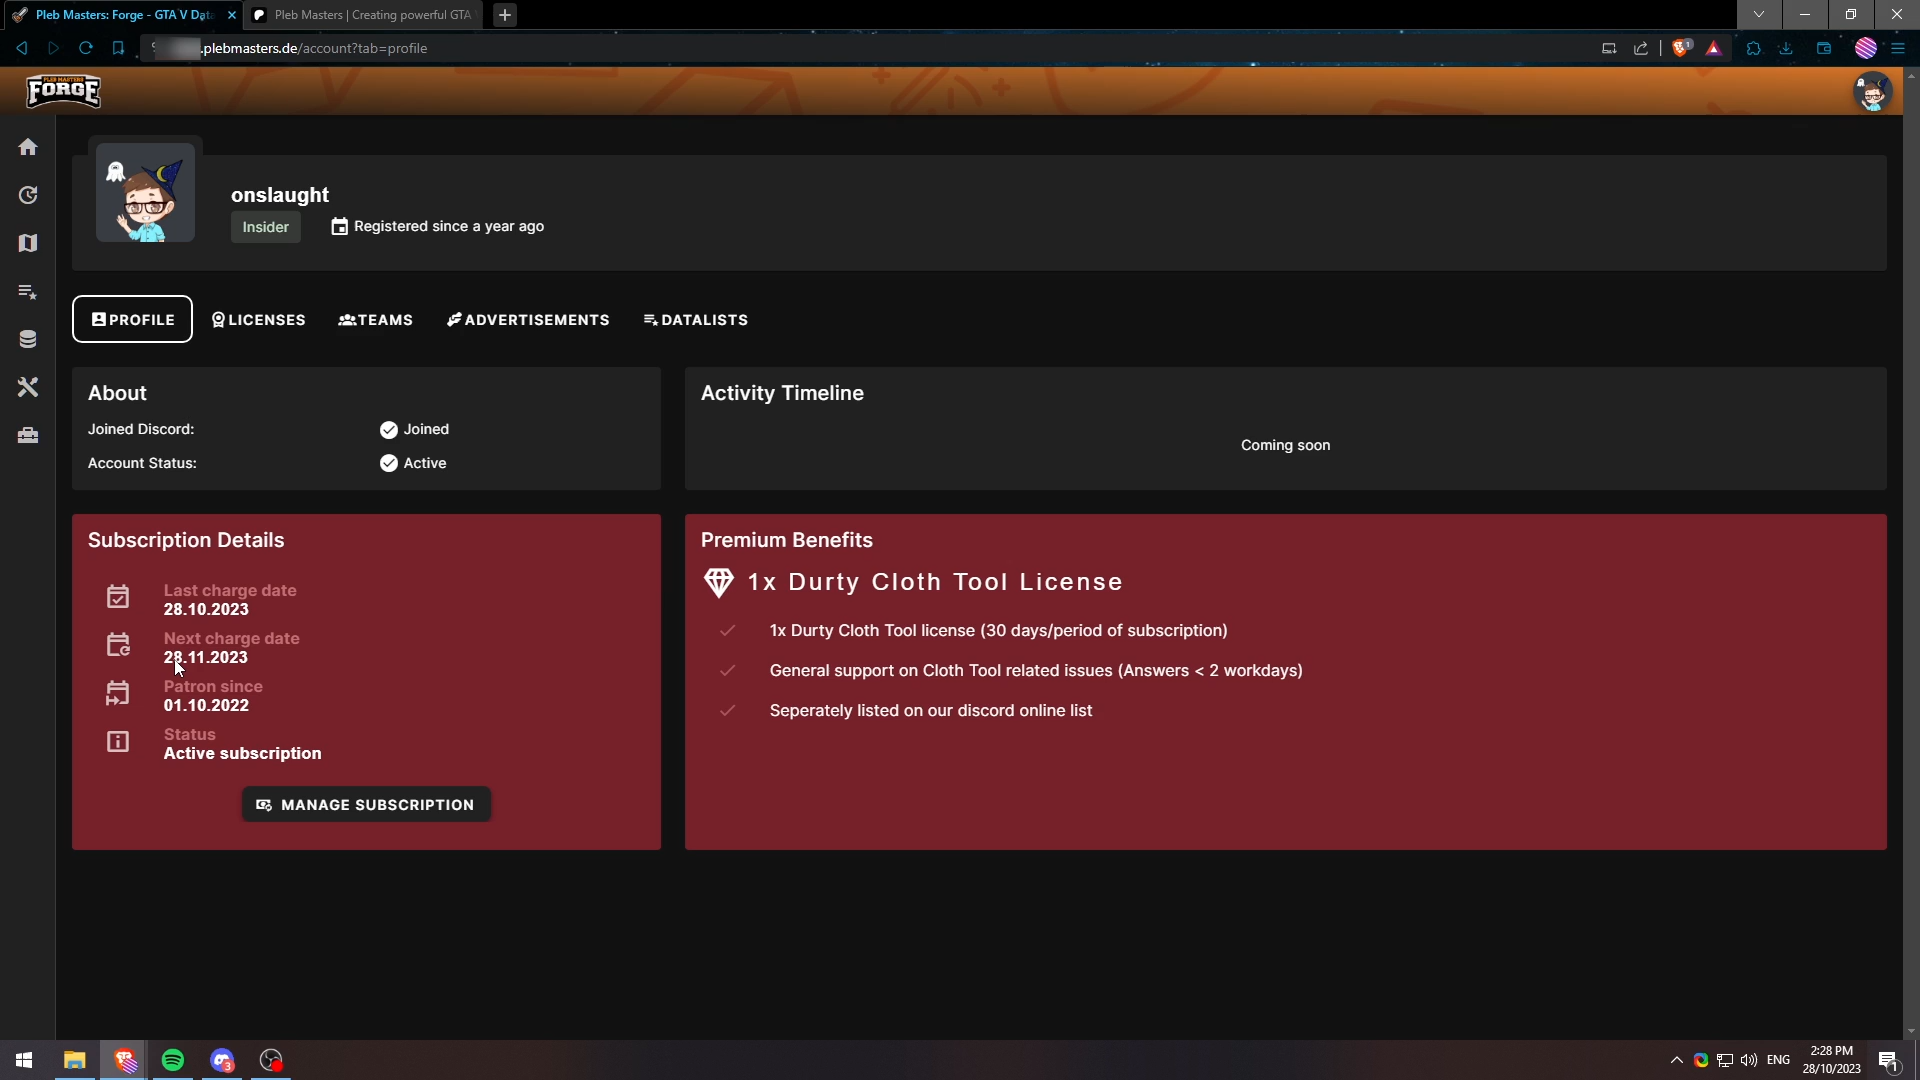 Pleb Masters: Forge - GTA V Dat
Pleb Masters | Creating powerful GTA
.plebmasters.de/account?tab=profile
1
PLEB MASTERS
FORGE
onslaught
Insider
Registered since a year ago
PROFILE
LICENSES
TEAMS
ADVERTISEMENTS
DATALISTS
About
Joined Discord:
Joined
Account Status:
Active
Activity Timeline
Coming soon
Subscription Details
Last charge date
28.10.2023
Next charge date
28.11.2023
Patron since
01.10.2022
Status
Active subscription
MANAGE SUBSCRIPTION
Premium Benefits
1x Durty Cloth Tool License
1x Durty Cloth Tool license (30 days/period of subscription)
General support on Cloth Tool related issues (Answers < 2 workdays)
Seperately listed on our discord online list
3
ENG
2:28 PM
28/10/2023
1